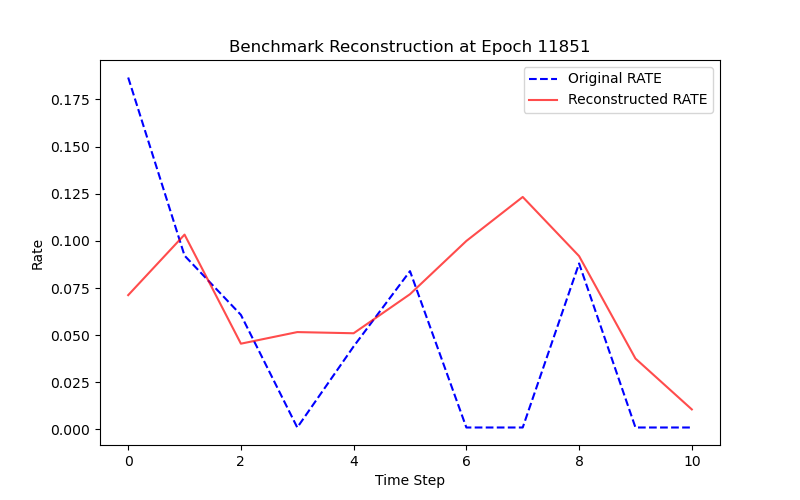 Benchmark Reconstruction at Epoch 11851
Original RATE
Reconstructed RATE
Rate
0.175
0.150
0.125
0.100
0.075
0.050
0.025
0.000
0 2 4 6 8 10
Time Step